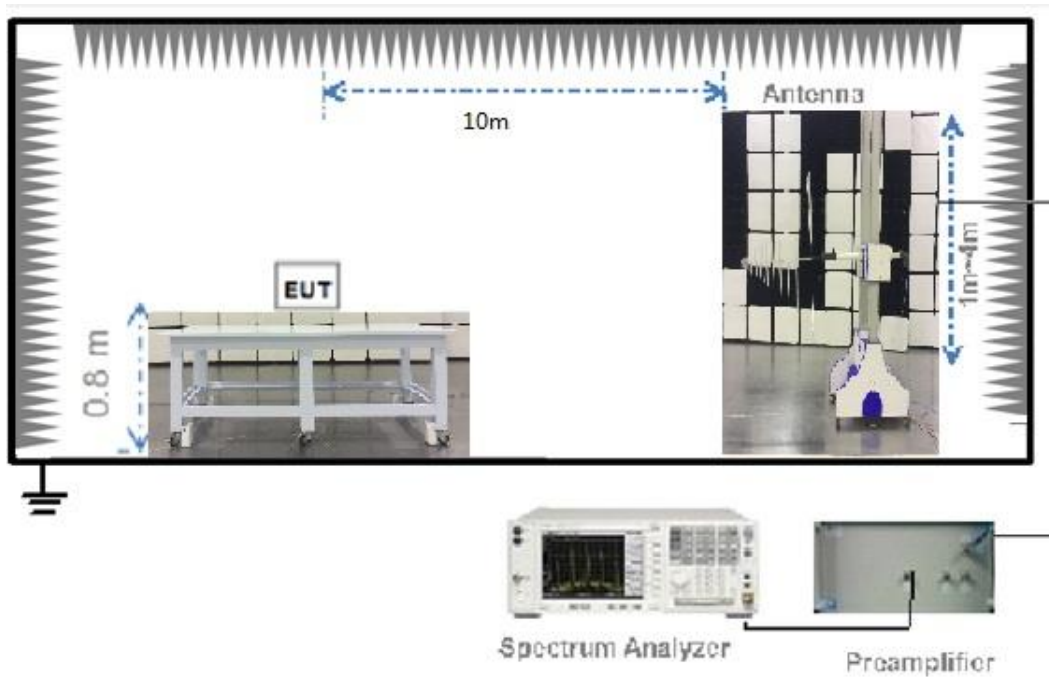 Antenna
10m
1m~4m
EUT
0.8 m
Spectrum Analyzer
Preamplifier